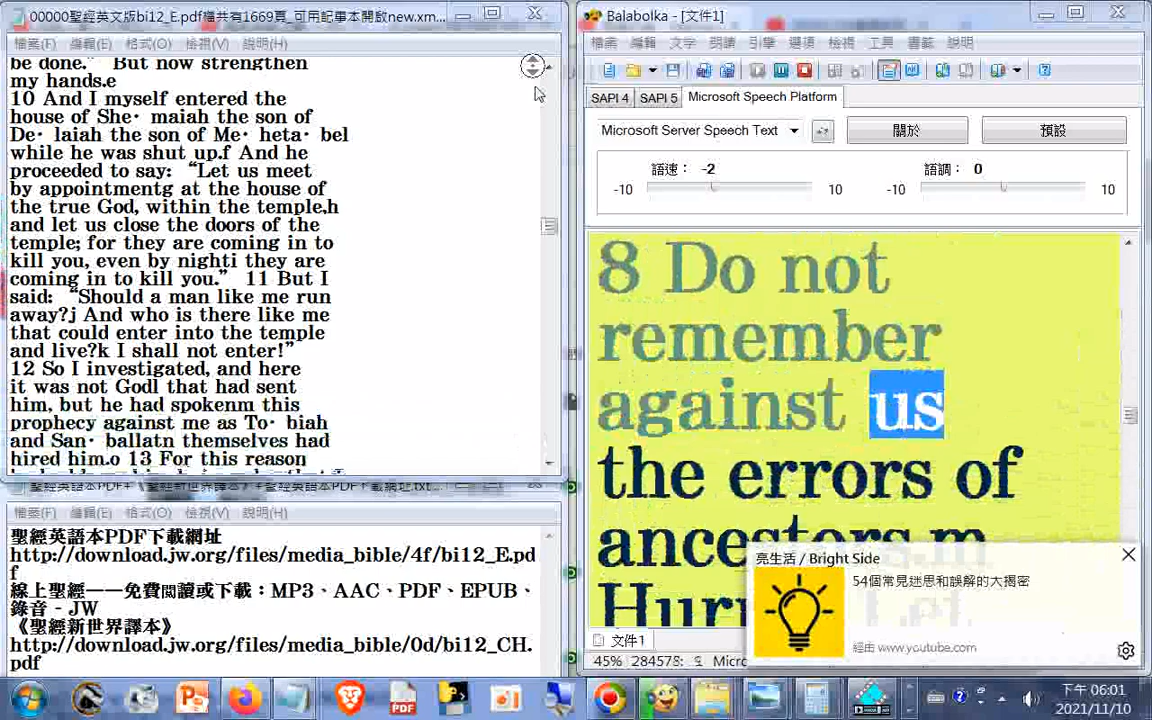 00000聖經英文版bi12_E.pdf檔共有1669頁_可用記事本開啟new.xm...
檔案(F) 編輯(E) 格式(O) 檢視(V) 說明(H)
be done.” But now strengthen
my hands.e
10 And I myself entered the
house of She· maiah the son of
De· laiah the son of Me· heta· bel
while he was shut up.f And he
proceeded to say: “Let us meet
by appointmentg at the house of
the true God, within the temple,h
and let us close the doors of the
temple; for they are coming in to
kill you, even by nighti they are
coming in to kill you.” 11 But I
said: “Should a man like me run
away?j And who is there like me
that could enter into the temple
and live?k I shall not enter!”
12 So I investigated, and here
it was not Godl that had sent
him, but he had spokenm this
prophecy against me as To· biah
and San· ballatn themselves had
hired him.o 13 For this reason
檔案(F) 編輯(E) 格式(O) 檢視(V) 說明(H)
聖經英語本PDF下載網址
http://download.jw.org/files/media_bible/4f/bi12_E.pd
f
線上聖經——免費閱讀或下載：MP3、AAC、PDF、EPUB、
錄音 - JW
《聖經新世界譯本》
http://download.jw.org/files/media_bible/0d/bi12_CH.
pdf
Balabolka - [文件1]
檔案 編輯 文字 朗讀 引擎 選項 檢視 工具 書籤 說明
SAPI 4 SAPI 5 Microsoft Speech Platform
Microsoft Server Speech Text 關於 預設
語速： -2 語調： 0
-10 10 -10 10
8 Do not
remember
against us
the errors of
ancestors.m
亮生活 / Bright Side
54個常見迷思和誤解的大揭密
經由 www.youtube.com
文件1
45% 284578: Micro
PDF
下午 06:01
2021/11/10